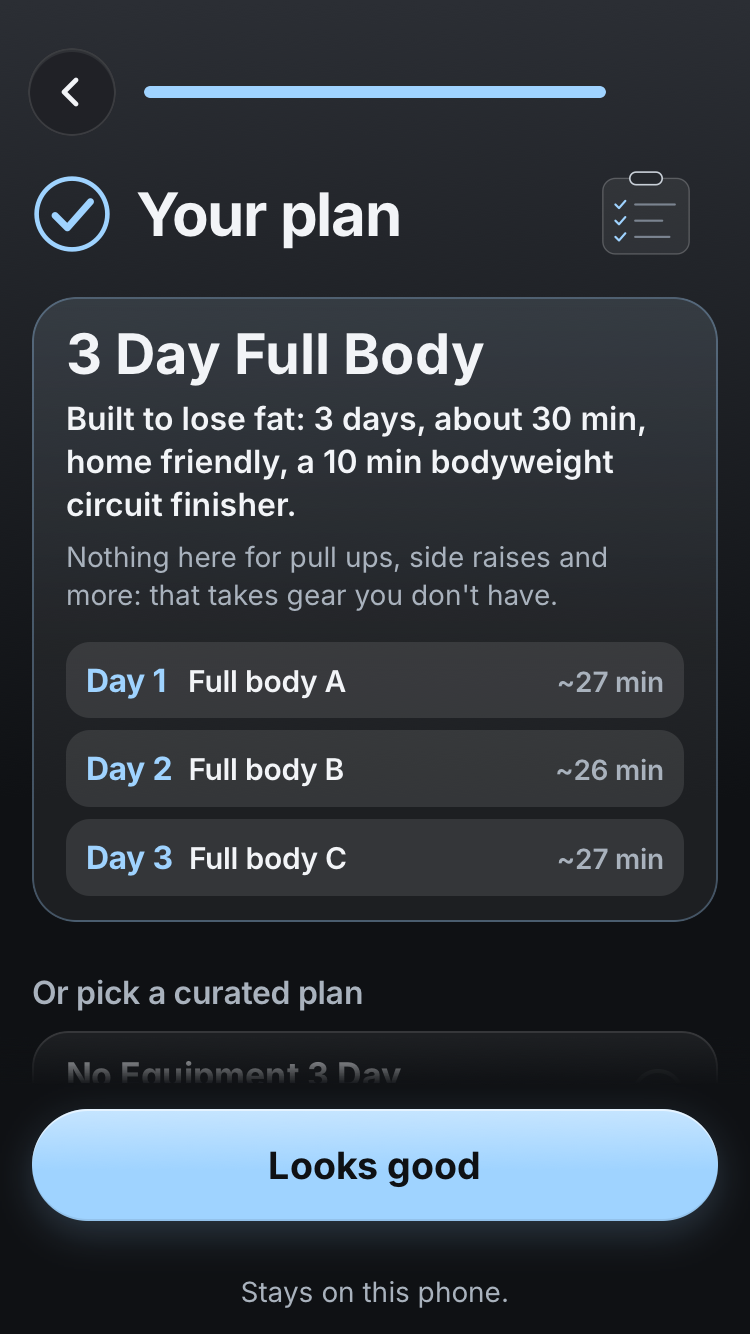 Your plan
3 Day Full Body
Built to lose fat: 3 days, about 30 min,
home friendly, a 10 min bodyweight
circuit finisher.
Nothing here for pull ups, side raises and
more: that takes gear you don't have.
Day 1 Full body A ~27 min
Day 2 Full body B ~26 min
Day 3 Full body C ~27 min
Or pick a curated plan
No Equipment 3 Day
Looks good
Stays on this phone.